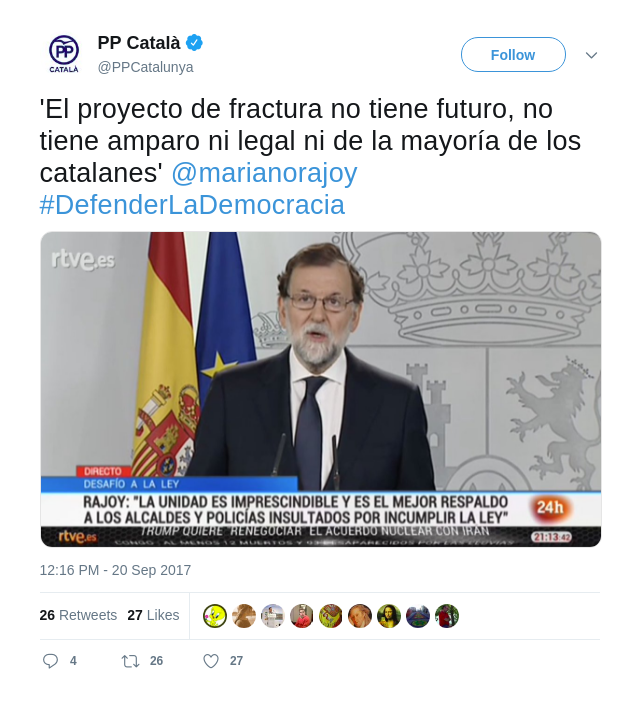 PP Català
@PPCatalunya
CATALÀ
Follow
'El proyecto de fractura no tiene futuro, no
tiene amparo ni legal ni de la mayoría de los
catalanes' @marianorajoy
#DefenderLaDemocracia
rtve.es
DIRECTO
DESAFÍO A LA LEY
RAJOY: "LA UNIDAD ES IMPRESCINDIBLE Y ES EL MEJOR RESPALDO
A LOS ALCALDES Y POLICÍAS INSULTADOS POR INCUMPLIR LA LEY"
24h
TRUMP QUIERE "RENEGOCIAR" EL ACUERDO NUCLEAR CON IRÁN
rtve.es
21:13:42
12:16 PM - 20 Sep 2017
26 Retweets 27 Likes
4 26 27